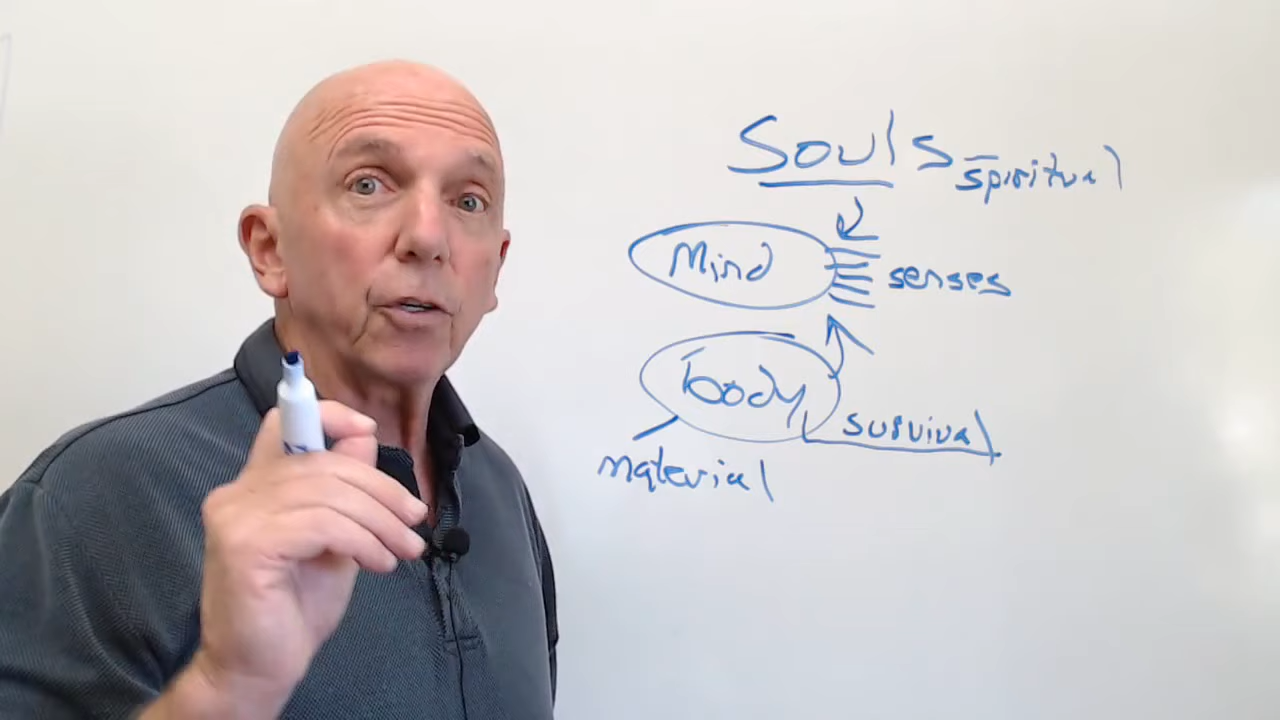 Souls
spiritual
Mind
senses
body
survival
material